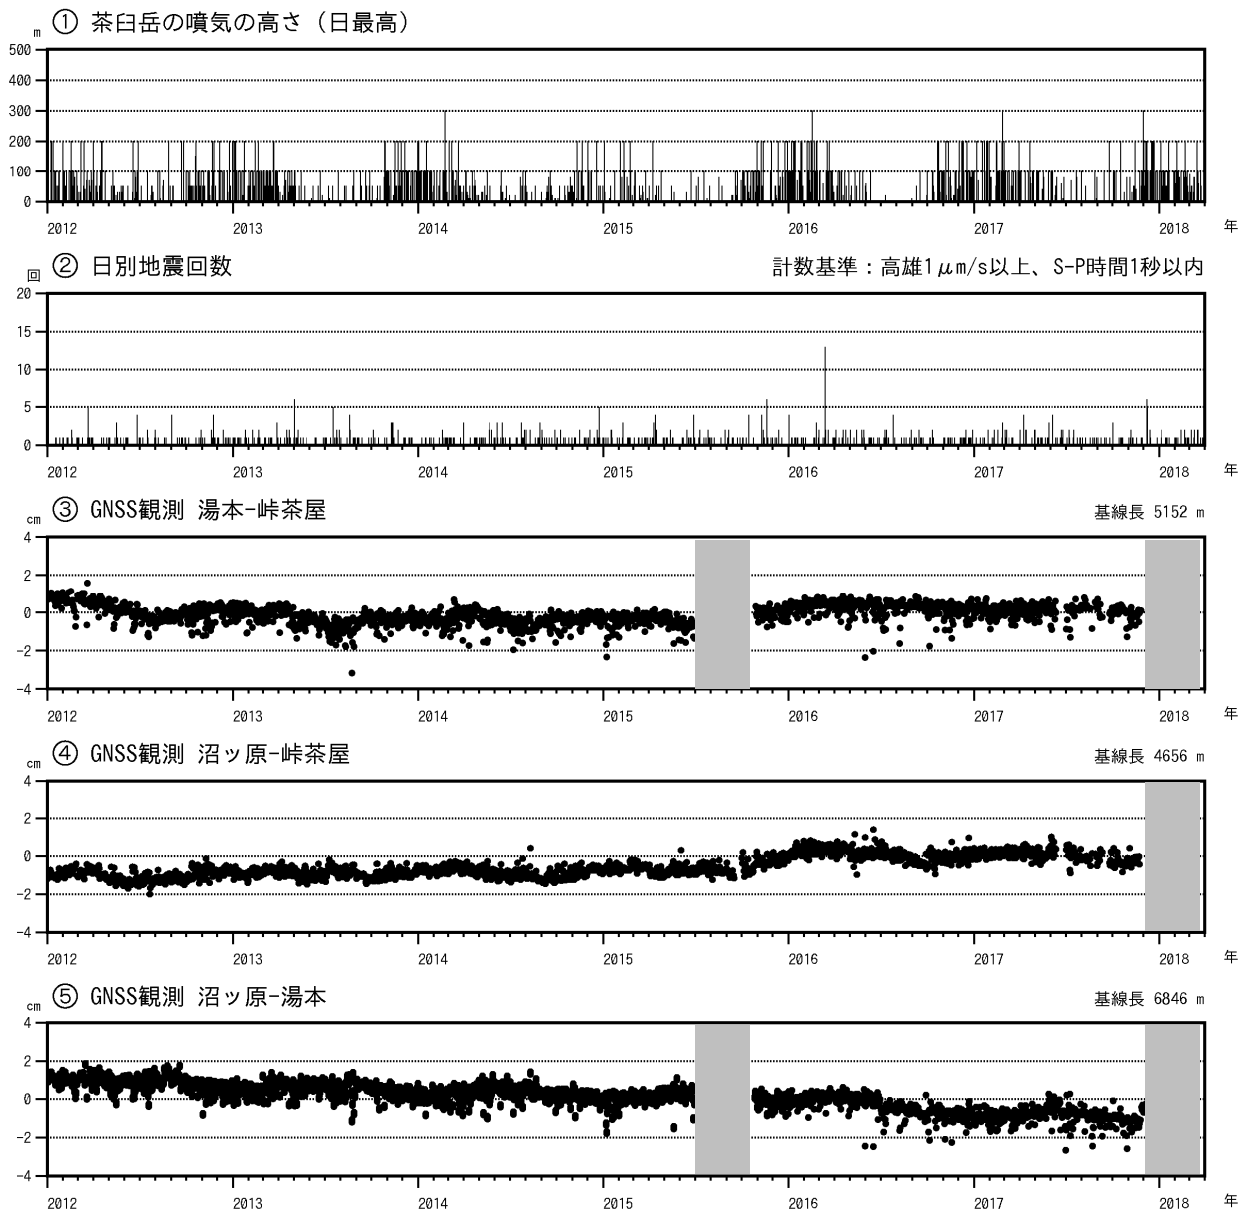 ① 茶臼岳の噴気の高さ（日最高）
m
500
400
300
200
100
0
2012 2013 2014 2015 2016 2017 2018 年
② 日別地震回数 計数基準：高雄1μm/s以上、S-P時間1秒以内
回
20
15
10
5
0
2012 2013 2014 2015 2016 2017 2018 年
③ GNSS観測 湯本-峠茶屋 基線長 5152 m
cm
4
2
0
-2
-4
2012 2013 2014 2015 2016 2017 2018 年
④ GNSS観測 沼ッ原-峠茶屋 基線長 4656 m
cm
4
2
0
-2
-4
2012 2013 2014 2015 2016 2017 2018 年
⑤ GNSS観測 沼ッ原-湯本 基線長 6846 m
cm
4
2
0
-2
-4
2012 2013 2014 2015 2016 2017 2018 年